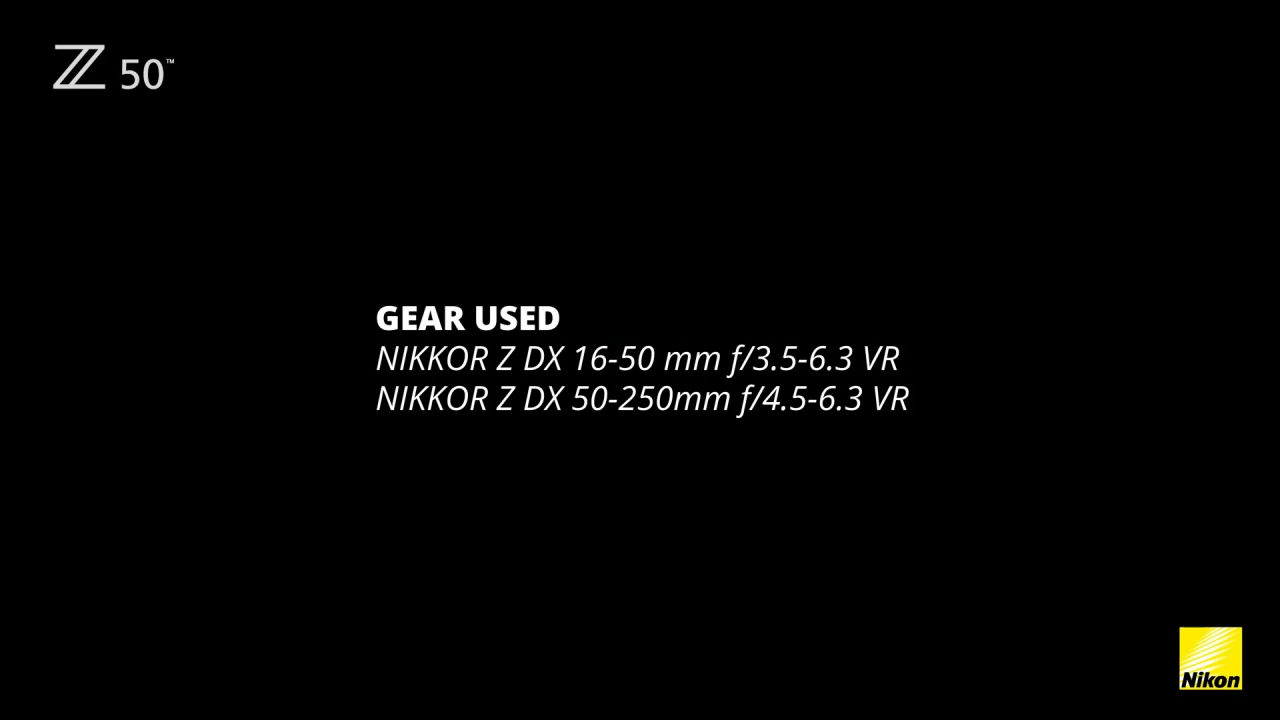 Z 50™
GEAR USED
NIKKOR Z DX 16-50 mm f/3.5-6.3 VR
NIKKOR Z DX 50-250mm f/4.5-6.3 VR
Nikon